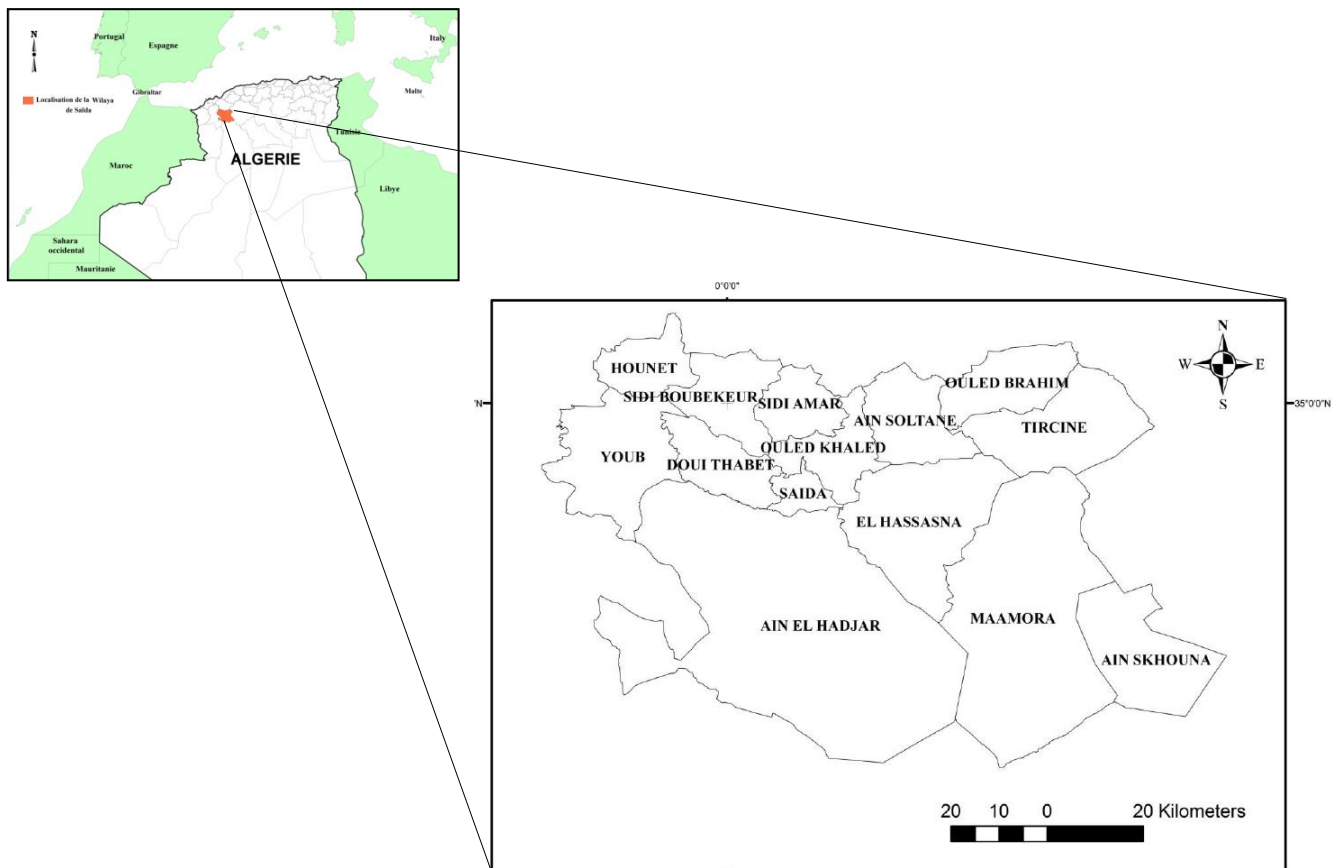 Portugal
Espagne
Italy
N
Gibraltar
Malte
Localisation de la Wilaya
de Saïda
Tunisie
Maroc
ALGERIE
Libye
Sahara
occidental
Mauritanie
0°0'0"
N
W
E
S
HOUNET
OULED BRAHIM
SIDI BOUBEKEUR
SIDI AMAR
'N
35°0'0"N
AIN SOLTANE
TIRCINE
OULED KHALED
YOUB
DOUI THABET
SAIDA
EL HASSASNA
AIN EL HADJAR
MAAMORA
AIN SKHOUNA
20 10 0 20 Kilometers